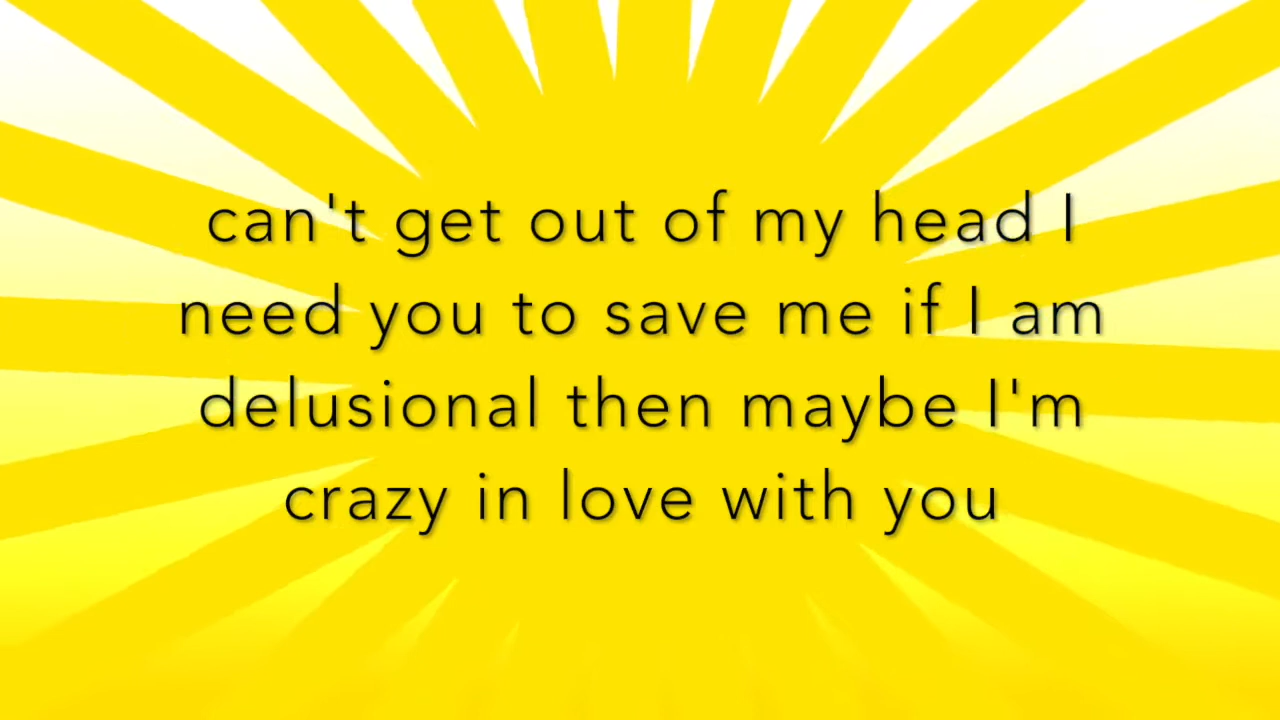 can't get out of my head I
need you to save me if I am
delusional then maybe I'm
crazy in love with you